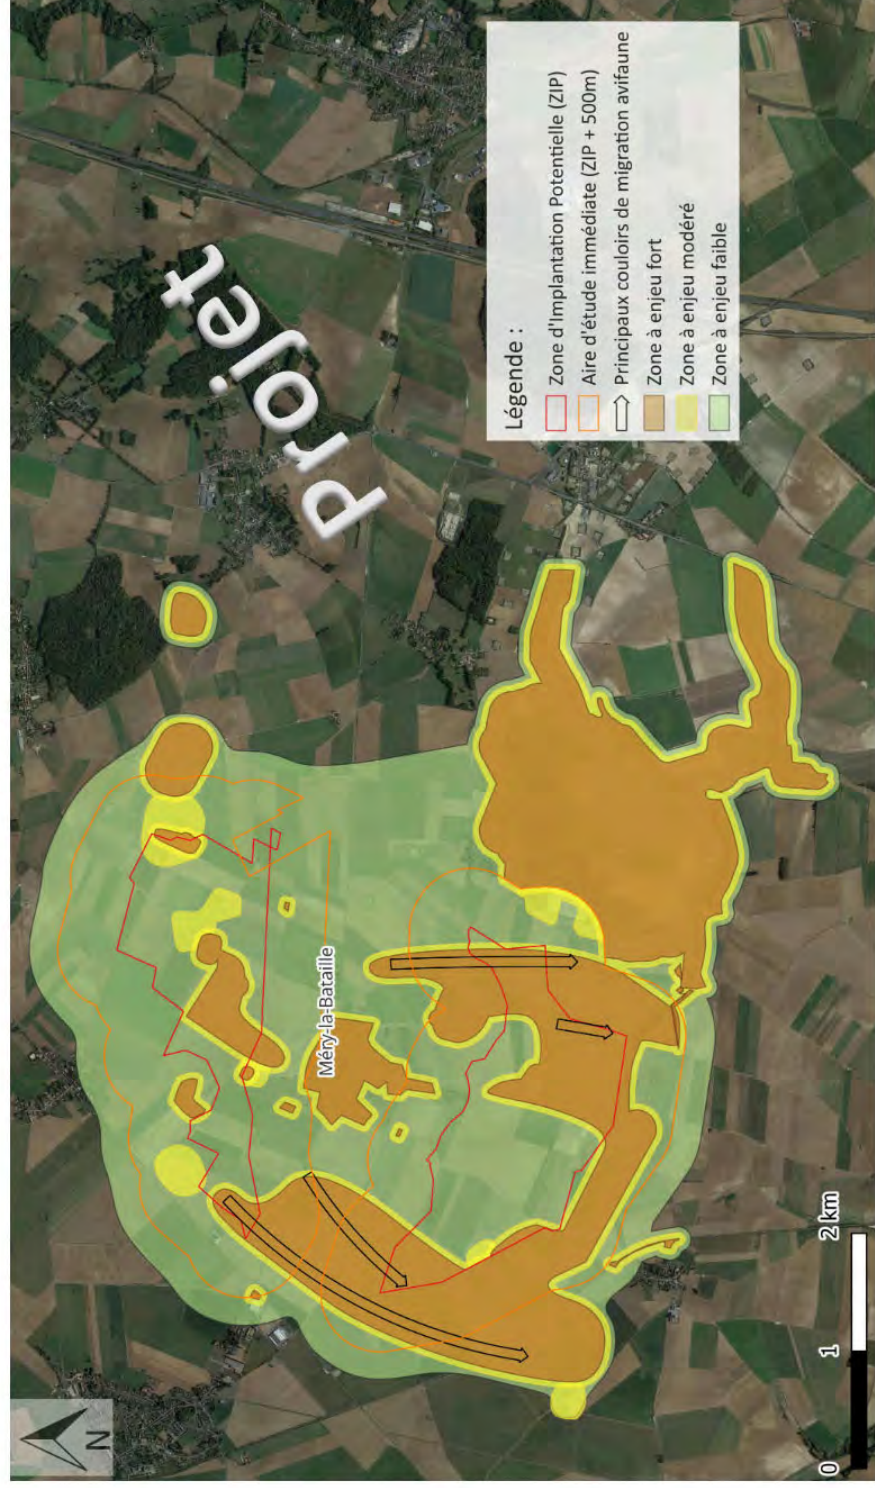 N
Projet
Méry-la-Bataille
Légende :
Zone d'Implantation Potentielle (ZIP)
Aire d'étude immédiate (ZIP + 500m)
Principaux couloirs de migration avifaune
Zone à enjeu fort
Zone à enjeu modéré
Zone à enjeu faible
0 1 2 km